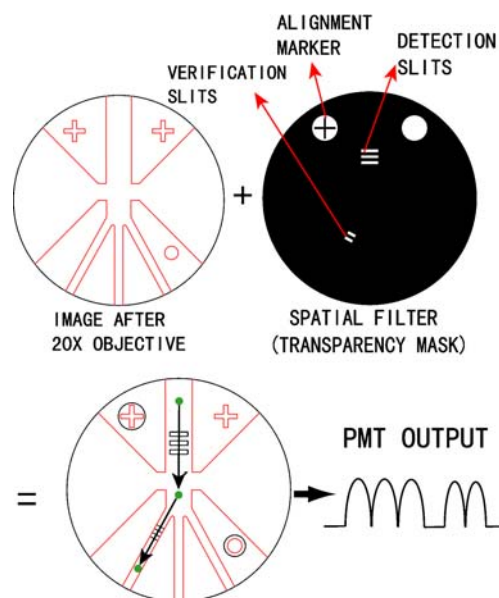 ALIGNMENT
MARKER
DETECTION
SLITS
VERIFICATION
SLITS
+
IMAGE AFTER
20X OBJECTIVE
SPATIAL FILTER
(TRANSPARENCY MASK)
=
PMT OUTPUT